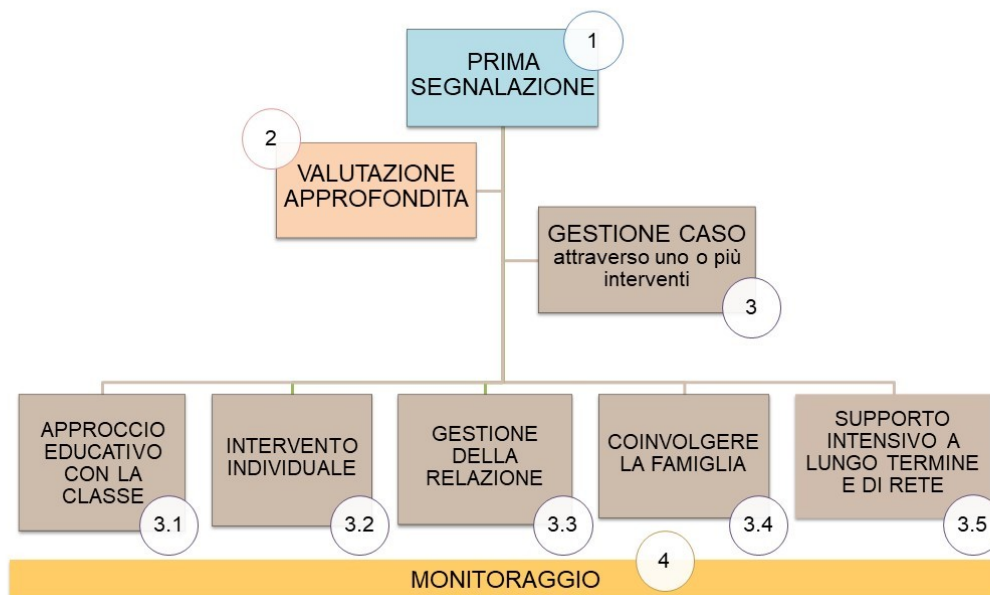 1
PRIMA
SEGNALAZIONE
2
VALUTAZIONE
APPROFONDITA
GESTIONE CASO
attraverso uno o più
interventi
3
APPROCCIO
EDUCATIVO
CON LA
CLASSE
3.1
INTERVENTO
INDIVIDUALE
3.2
GESTIONE
DELLA
RELAZIONE
3.3
COINVOLGERE
LA FAMIGLIA
3.4
SUPPORTO
INTENSIVO A
LUNGO TERMINE
E DI RETE
3.5
4
MONITORAGGIO